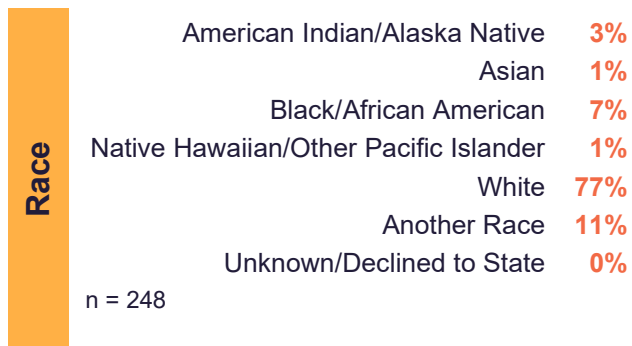 Race
American Indian/Alaska Native 3%
Asian 1%
Black/African American 7%
Native Hawaiian/Other Pacific Islander 1%
White 77%
Another Race 11%
Unknown/Declined to State 0%
n = 248